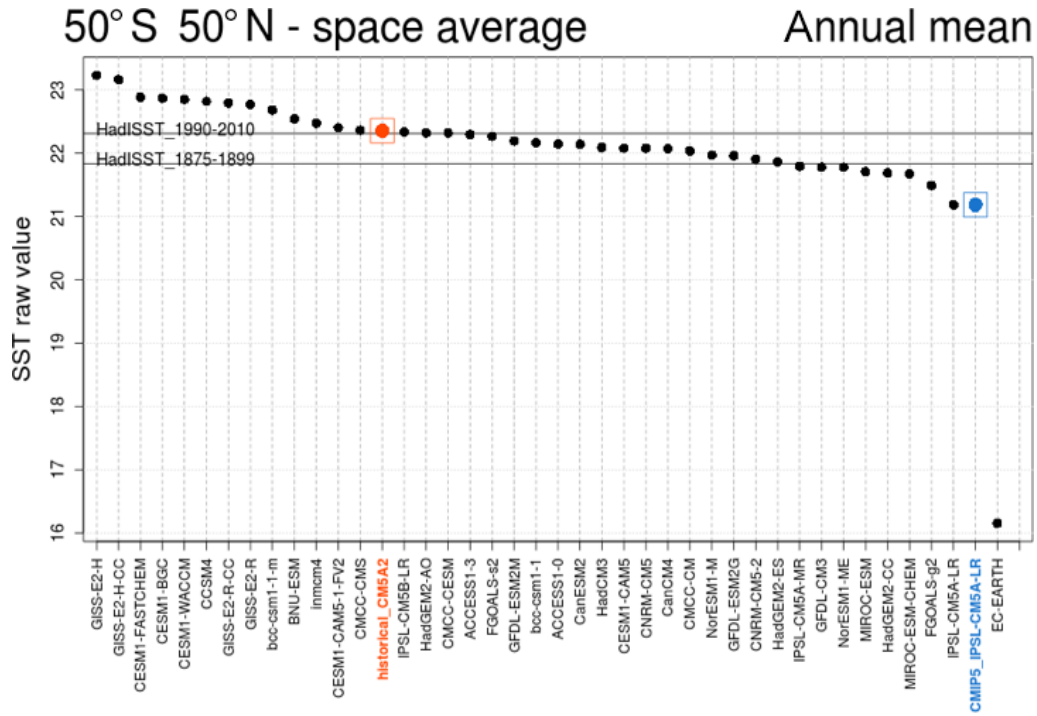 50°S 50°N - space average
Annual mean
SST raw value
23
22
21
20
19
18
17
16
HadISST_1990-2010
HadISST_1875-1899
GISS-E2-H
GISS-E2-H-CC
CESM1-FASTCHEM
CESM1-BGC
CESM1-WACCM
CCSM4
GISS-E2-R-CC
GISS-E2-R
bcc-csm1-1-m
BNU-ESM
inmcm4
CESM1-CAM5-1-FV2
CMCC-CMS
historical_CM5A2
IPSL-CM5B-LR
HadGEM2-AO
CMCC-CESM
ACCESS1-3
FGOALS-s2
GFDL-ESM2M
bcc-csm1-1
ACCESS1-0
CanESM2
HadCM3
CESM1-CAM5
CNRM-CM5
CanCM4
CMCC-CM
NorESM1-M
GFDL-ESM2G
CNRM-CM5-2
HadGEM2-ES
IPSL-CM5A-MR
GFDL-CM3
NorESM1-ME
MIROC-ESM
HadGEM2-CC
MIROC-ESM-CHEM
FGOALS-g2
IPSL-CM5A-LR
CMIP5_IPSL-CM5A-LR
EC-EARTH